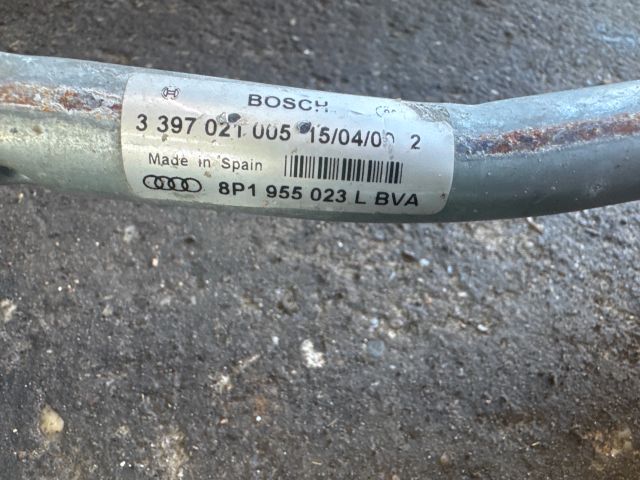 BOSCH
3 397 021 005 15/04/0 2
Made in Spain
8P1 955 023 L BVA